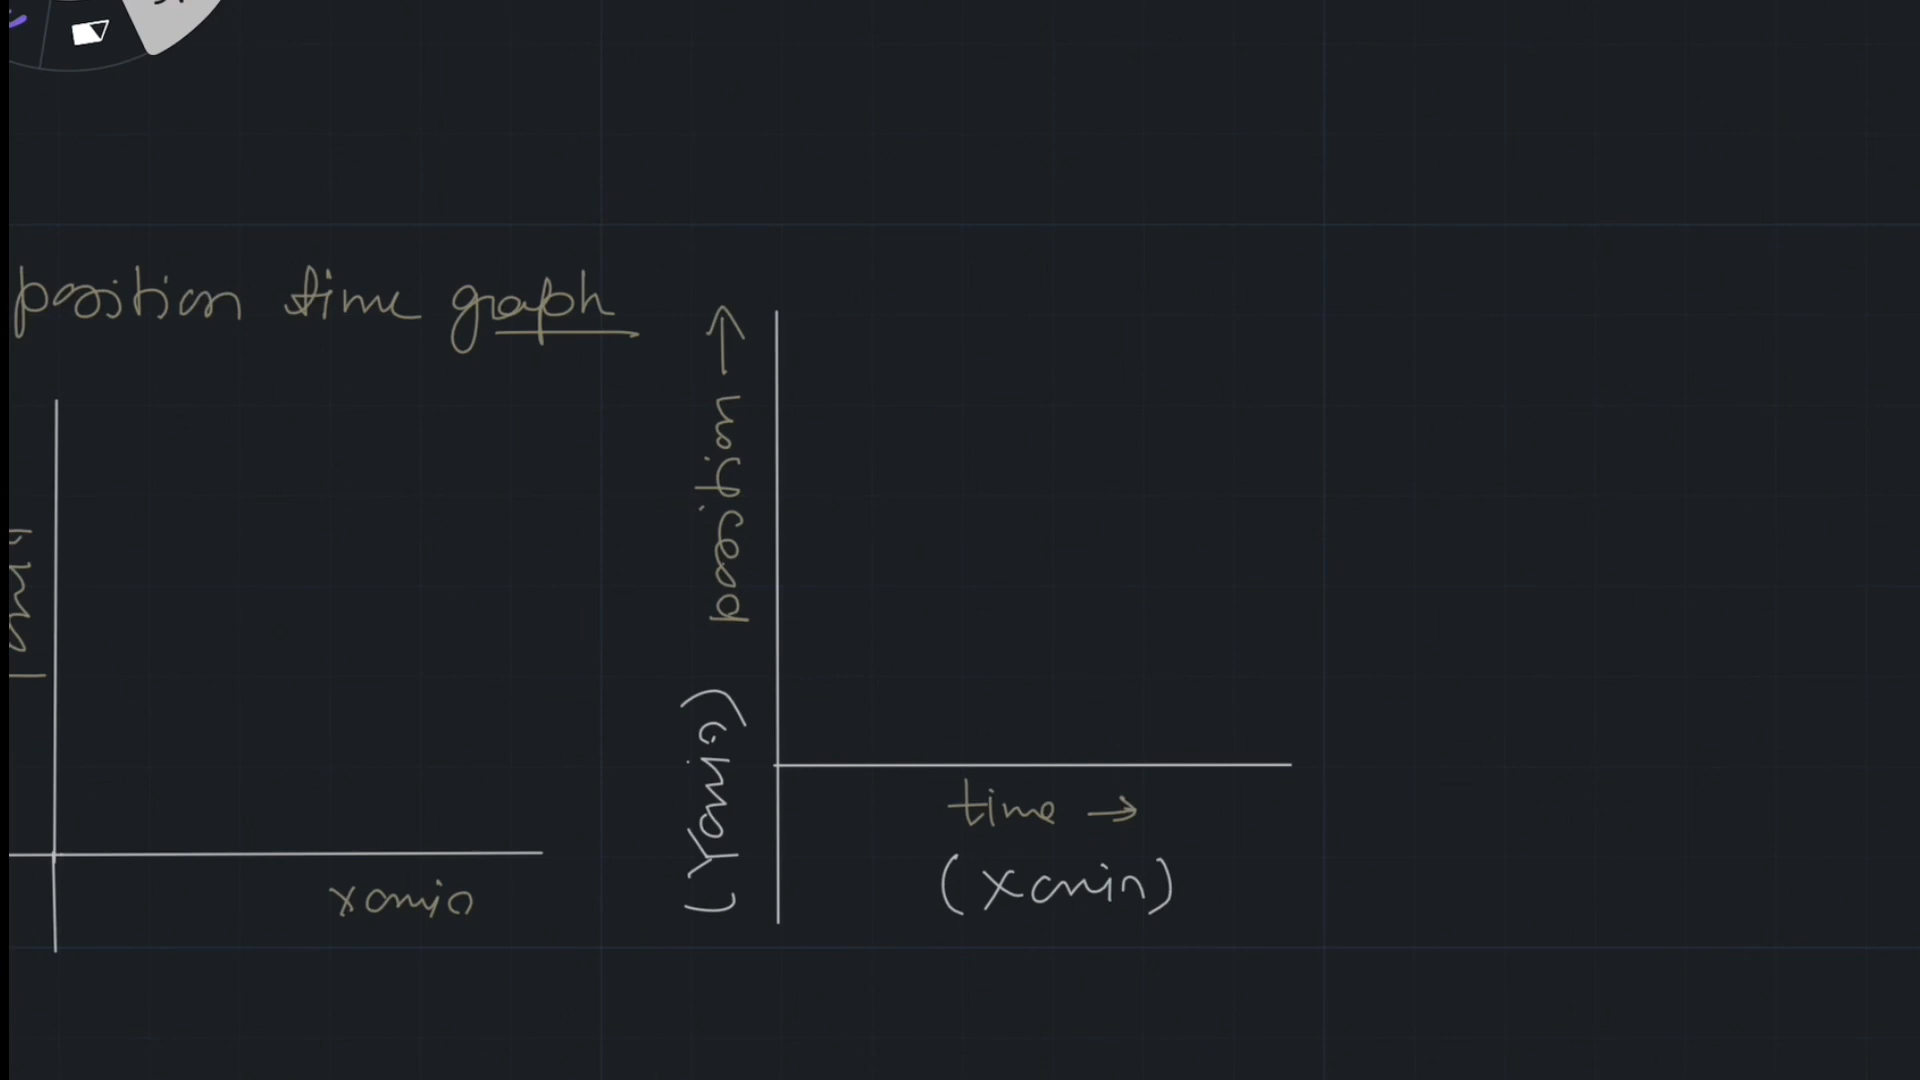 position time graph
position →
(Yaxis)
time →
(xaxis)
xaxis